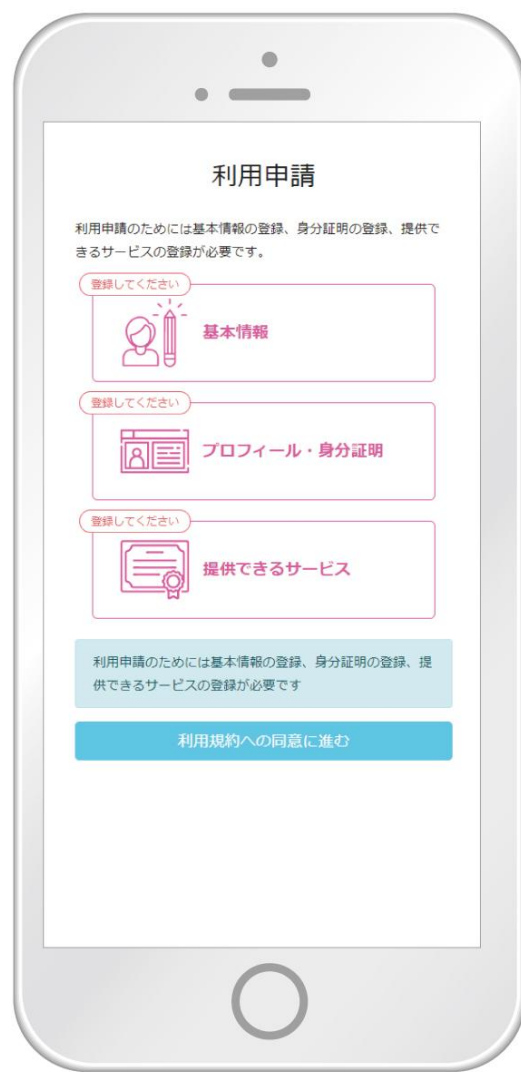 利用申請
利用申請のためには基本情報の登録、身分証明の登録、提供で
きるサービスの登録が必要です。
登録してください
基本情報
登録してください
プロフィール・身分証明
登録してください
提供できるサービス
利用申請のためには基本情報の登録、身分証明の登録、提
供できるサービスの登録が必要です
利用規約への同意に進む